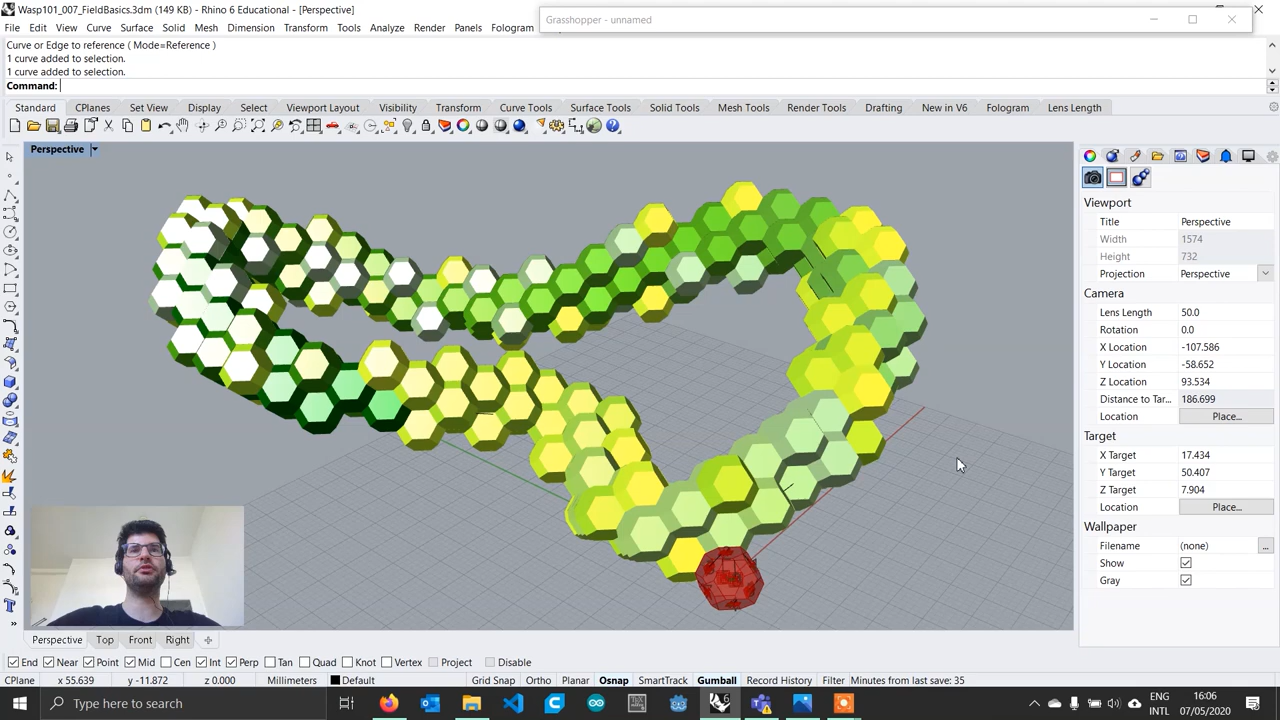 Wasp101_007_FieldBasics.3dm (149 KB) - Rhino 6 Educational - [Perspective]
Grasshopper - unnamed
File Edit View Curve Surface Solid Mesh Dimension Transform Tools Analyze Render Panels Fologram
Curve or Edge to reference ( Mode=Reference )
1 curve added to selection.
1 curve added to selection.
Command:
Standard CPlanes Set View Display Select Viewport Layout Visibility Transform Curve Tools Surface Tools Solid Tools Mesh Tools Render Tools Drafting New in V6 Fologram Lens Length
Perspective
Viewport
Title Perspective
Width 1574
Height 732
Projection Perspective
Camera
Lens Length 50.0
Rotation 0.0
X Location -107.586
Y Location -58.652
Z Location 93.534
Distance to Tar... 186.699
Location Place...
Target
X Target 17.434
Y Target 50.407
Z Target 7.904
Location Place...
Wallpaper
Filename (none) ...
Show
Gray
Perspective Top Front Right
End Near Point Mid Cen Int Perp Tan Quad Knot Vertex Project Disable
CPlane x 55.639 y -11.872 z 0.000 Millimeters Default Grid Snap Ortho Planar Osnap SmartTrack Gumball Record History Filter Minutes from last save: 35
Type here to search
ENG
INTL
16:06
07/05/2020